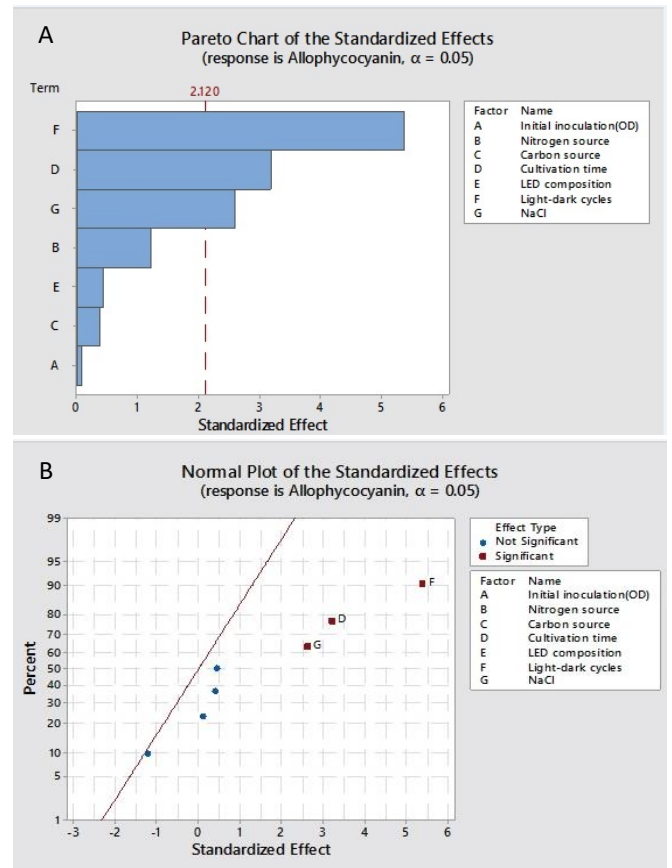 A
Pareto Chart of the Standardized Effects
(response is Allophycocyanin, α = 0.05)
Term
2.120
F
D
G
B
E
C
A
0 1 2 3 4 5 6
Standardized Effect
Factor Name
A Initial inoculation(OD)
B Nitrogen source
C Carbon source
D Cultivation time
E LED composition
F Light-dark cycles
G NaCl
B
Normal Plot of the Standardized Effects
(response is Allophycocyanin, α = 0.05)
99
95
90
80
70
60
50
40
30
20
10
5
1
Percent
F
D
G
-3 -2 -1 0 1 2 3 4 5 6
Standardized Effect
Effect Type
Not Significant
Significant
Factor Name
A Initial inoculation(OD)
B Nitrogen source
C Carbon source
D Cultivation time
E LED composition
F Light-dark cycles
G NaCl